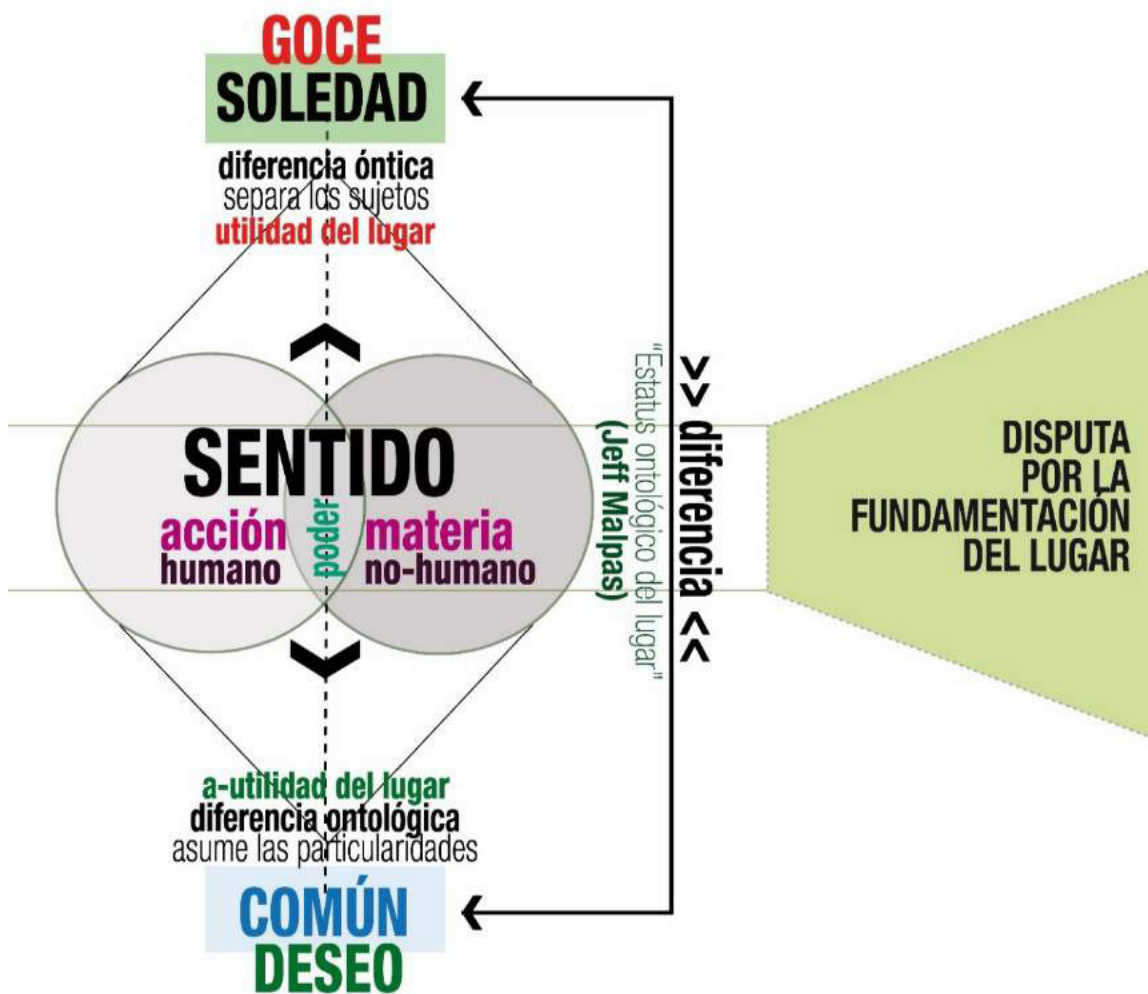 GOCE
SOLEDAD
diferencia óntica
separa los sujetos
utilidad del lugar
SENTIDO
acción
humano
poder
materia
no-humano
"Estatus ontológico del lugar"
(Jeff Malpas)
>> diferencia <<
DISPUTA
POR LA
FUNDAMENTACIÓN
DEL LUGAR
a-utilidad del lugar
diferencia ontológica
asume las particularidades
COMÚN
DESEO